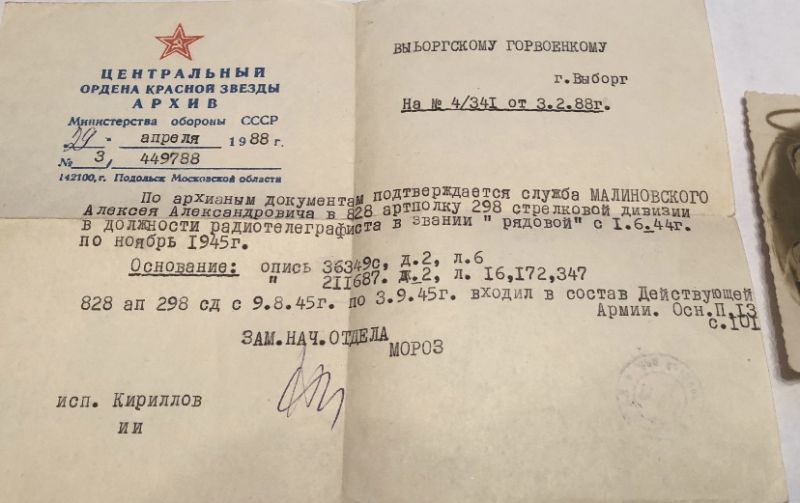 ЦЕНТРАЛЬНЫЙ
ОРДЕНА КРАСНОЙ ЗВЕЗДЫ
АРХИВ
Министерства обороны СССР
29 - апреля 1988 г.
№ 3, 449788
142100, г. Подольск Московской области
ВЫЬОРГСКОМУ ГОРВОЕНКОМУ
г.Выборг
На № 4/341 от 3.2.88г.
По архианым документам подтверждается служба МАЛИНОВСКОГО
Алексея Александровича в 828 артполку 298 стрелковой дивизии
в должности радиотелеграфиста в звании " рядовой" с 1.6.44г.
по ноябрь 1945г.
Основание: опись 36349с, д.2, л.6
" 211687. д.2, л. 16,172,347
828 ап 298 сд с 9.8.45г. по 3.9.45г. входил в состав Действующей
Армии. Осн.П.13
с.101
ЗАМ.НАЧ.ОТДЕЛА
МОРОЗ
исп. Кириллов
ии